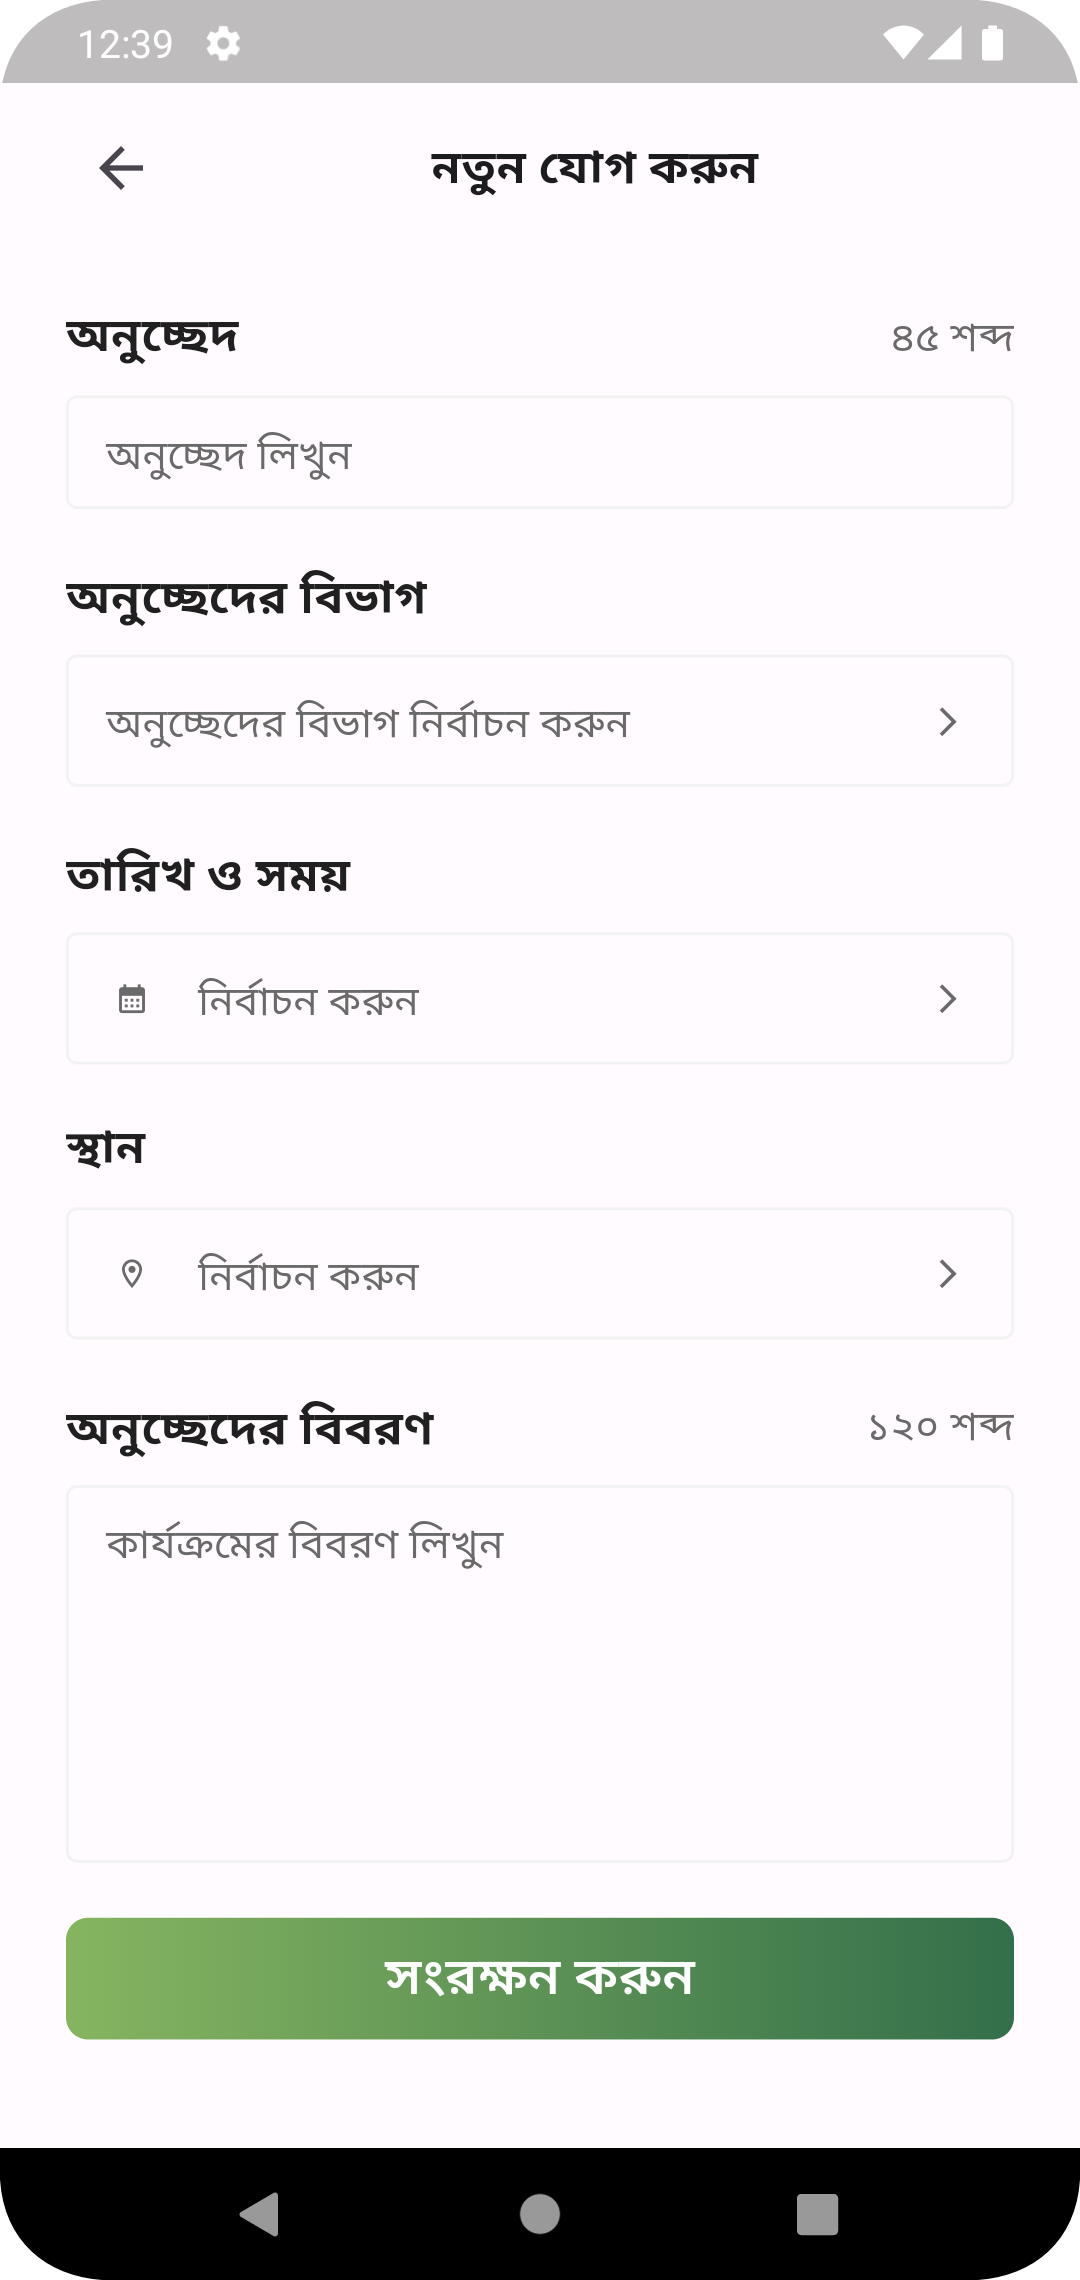 12:39
নতুন যোগ করুন
অনুচ্ছেদ
৪৫ শব্দ
অনুচ্ছেদ লিখুন
অনুচ্ছেদের বিভাগ
অনুচ্ছেদের বিভাগ নির্বাচন করুন
তারিখ ও সময়
নির্বাচন করুন
স্থান
নির্বাচন করুন
অনুচ্ছেদের বিবরণ
১২০ শব্দ
কার্যক্রমের বিবরণ লিখুন
সংরক্ষন করুন